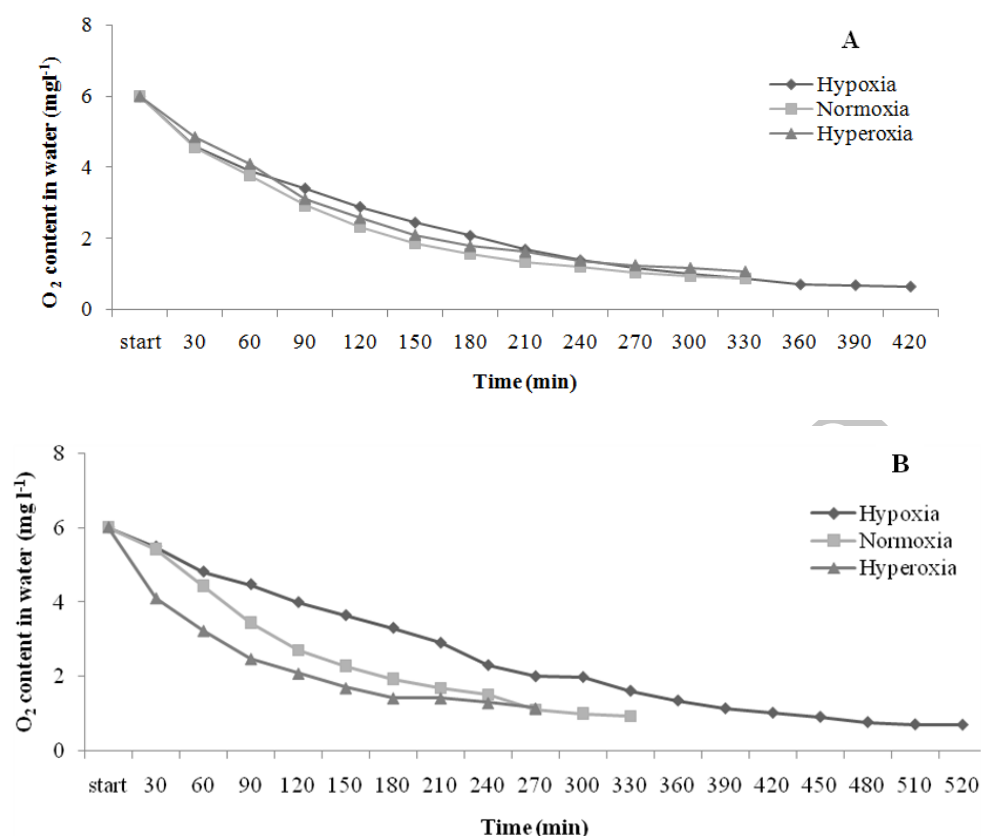 A
8
6
4
2
0
O2 content in water (mgl-1)
Hypoxia
Normoxia
Hyperoxia
start 30 60 90 120 150 180 210 240 270 300 330 360 390 420
Time (min)
B
8
6
4
2
0
O2 content in water (mg l-1)
Hypoxia
Normoxia
Hyperoxia
start 30 60 90 120 150 180 210 240 270 300 330 360 390 420 450 480 510 520
Time (min)